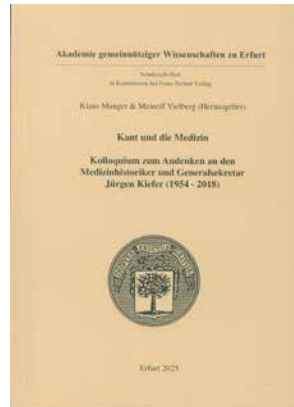 Akademie gemeinnütziger Wissenschaften zu Erfurt
Sonderschriften
in Kommission bei Franz Steiner Verlag
Klaus Manger & Meinolf Vielberg (Herausgeber)
Kant und die Medizin
Kolloquium zum Andenken an den
Medizinhistoriker und Generalsekretar
Jürgen Kiefer (1954 - 2018)
Erfurt 2025